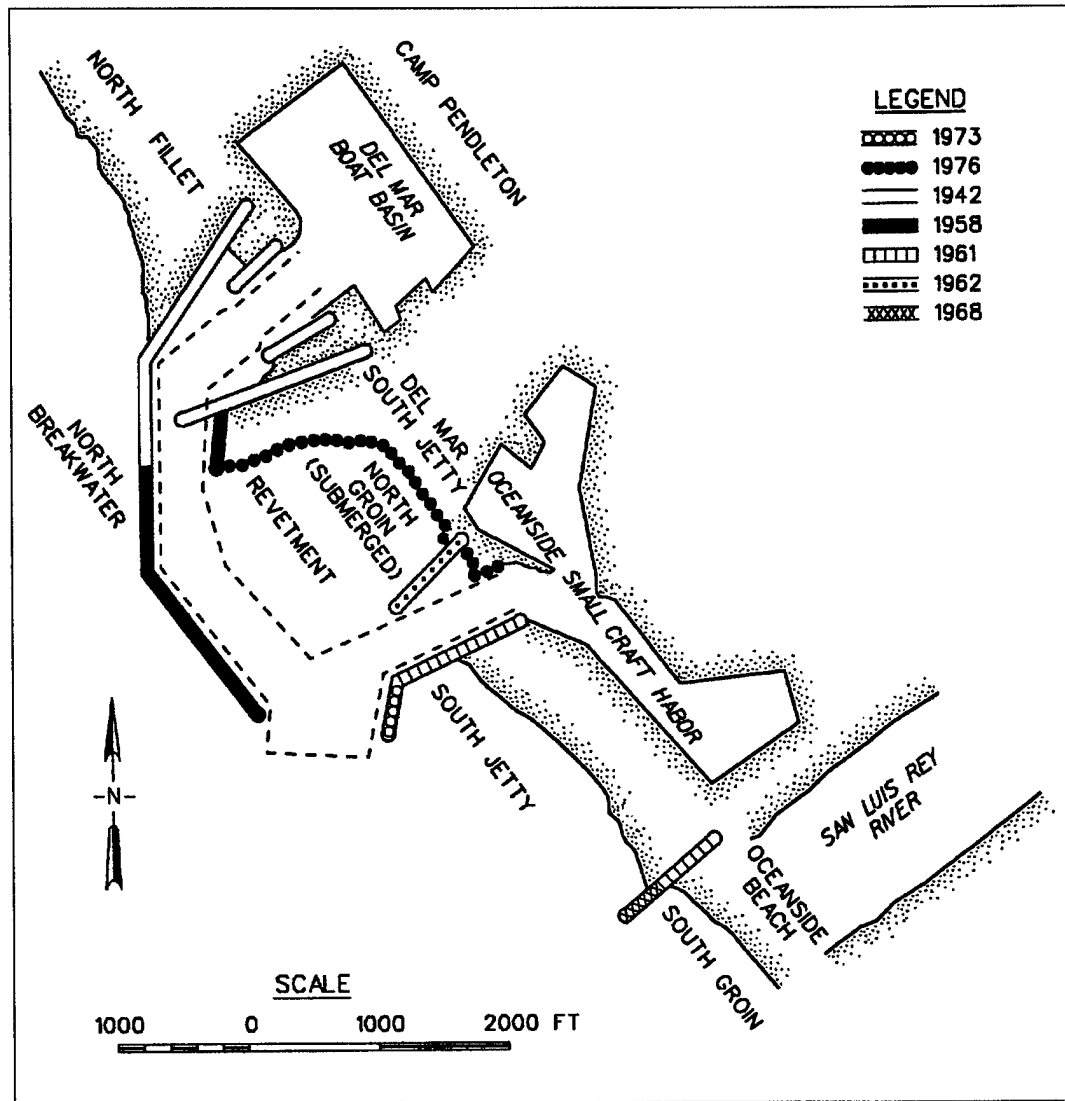 NORTH
FILLET
CAMP PENDLETON
DEL MAR
BOAT BASIN
LEGEND
1973
1976
1942
1958
1961
1962
1968
NORTH
BREAKWATER
DEL MAR
SOUTH JETTY
REVETMENT
NORTH
GROIN
(SUBMERGED)
OCEANSIDE SMALL CRAFT HABOR
SOUTH JETTY
SAN LUIS REY
RIVER
OCEANSIDE
BEACH
SOUTH GROIN
-N-
SCALE
1000 0 1000 2000 FT